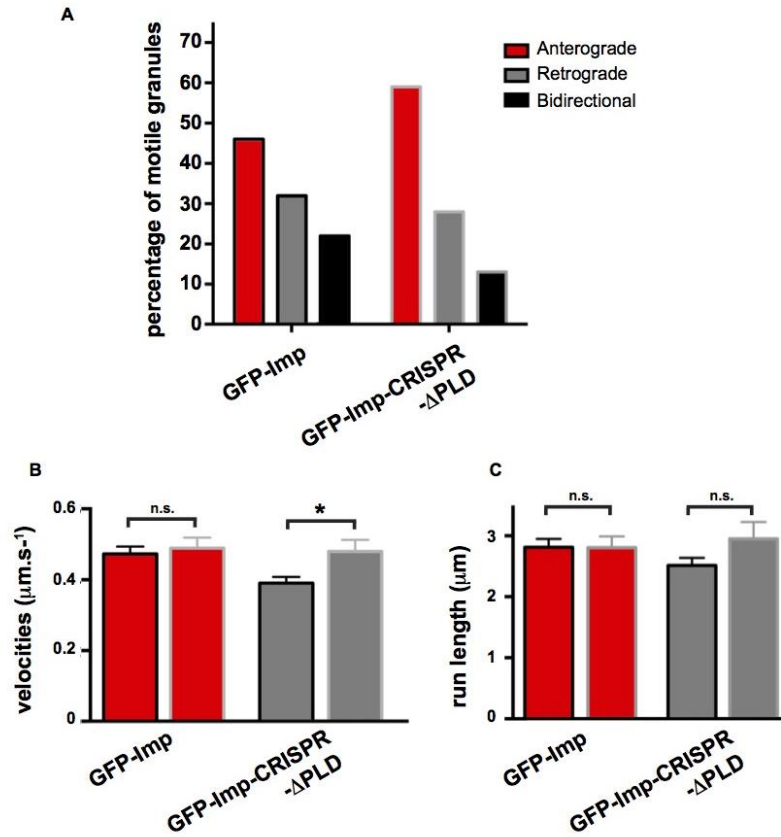 A
percentage of motile granules
70
60
50
40
30
20
10
0
Anterograde
Retrograde
Bidirectional
GFP-Imp
GFP-Imp-CRISPR
-ΔPLD
B
velocities (μm.s-¹)
0.6
0.4
0.2
0
n.s.
*
GFP-Imp
GFP-Imp-CRISPR
-ΔPLD
C
run length (μm)
3
2
1
0
n.s.
n.s.
GFP-Imp
GFP-Imp-CRISPR
-ΔPLD